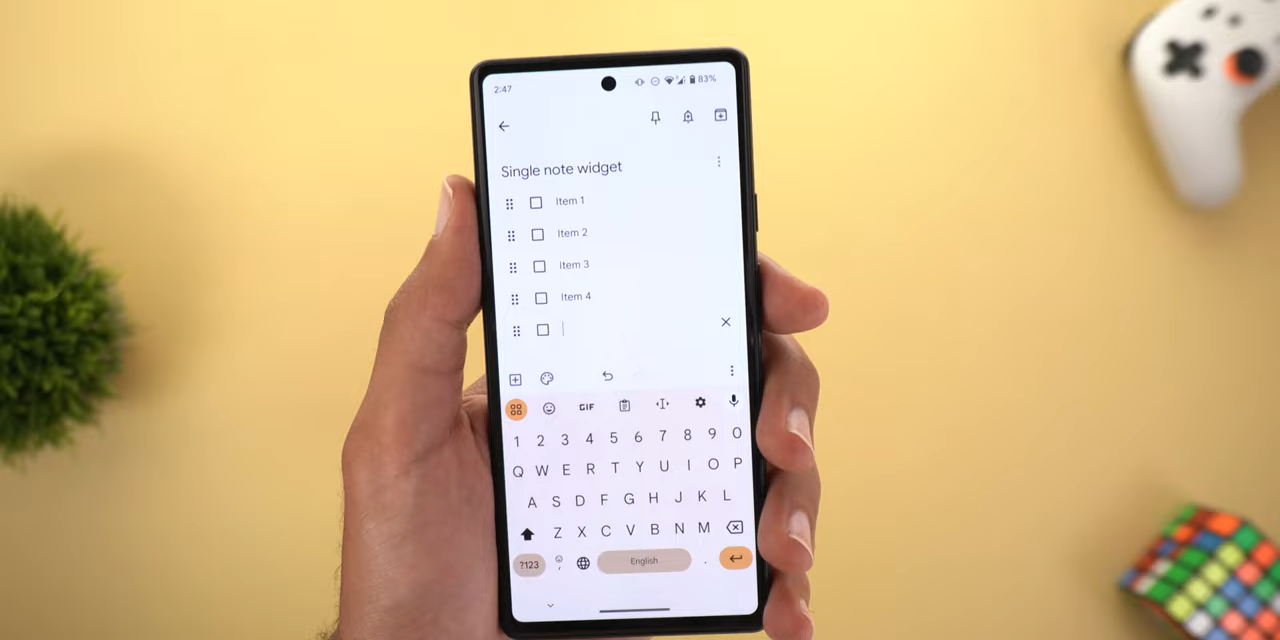 2:47
83%
Single note widget
Item 1
Item 2
Item 3
Item 4
GIF
1 2 3 4 5 6 7 8 9 0
Q W E R T Y U I O P
A S D F G H J K L
Z X C V B N M
?123 , English .